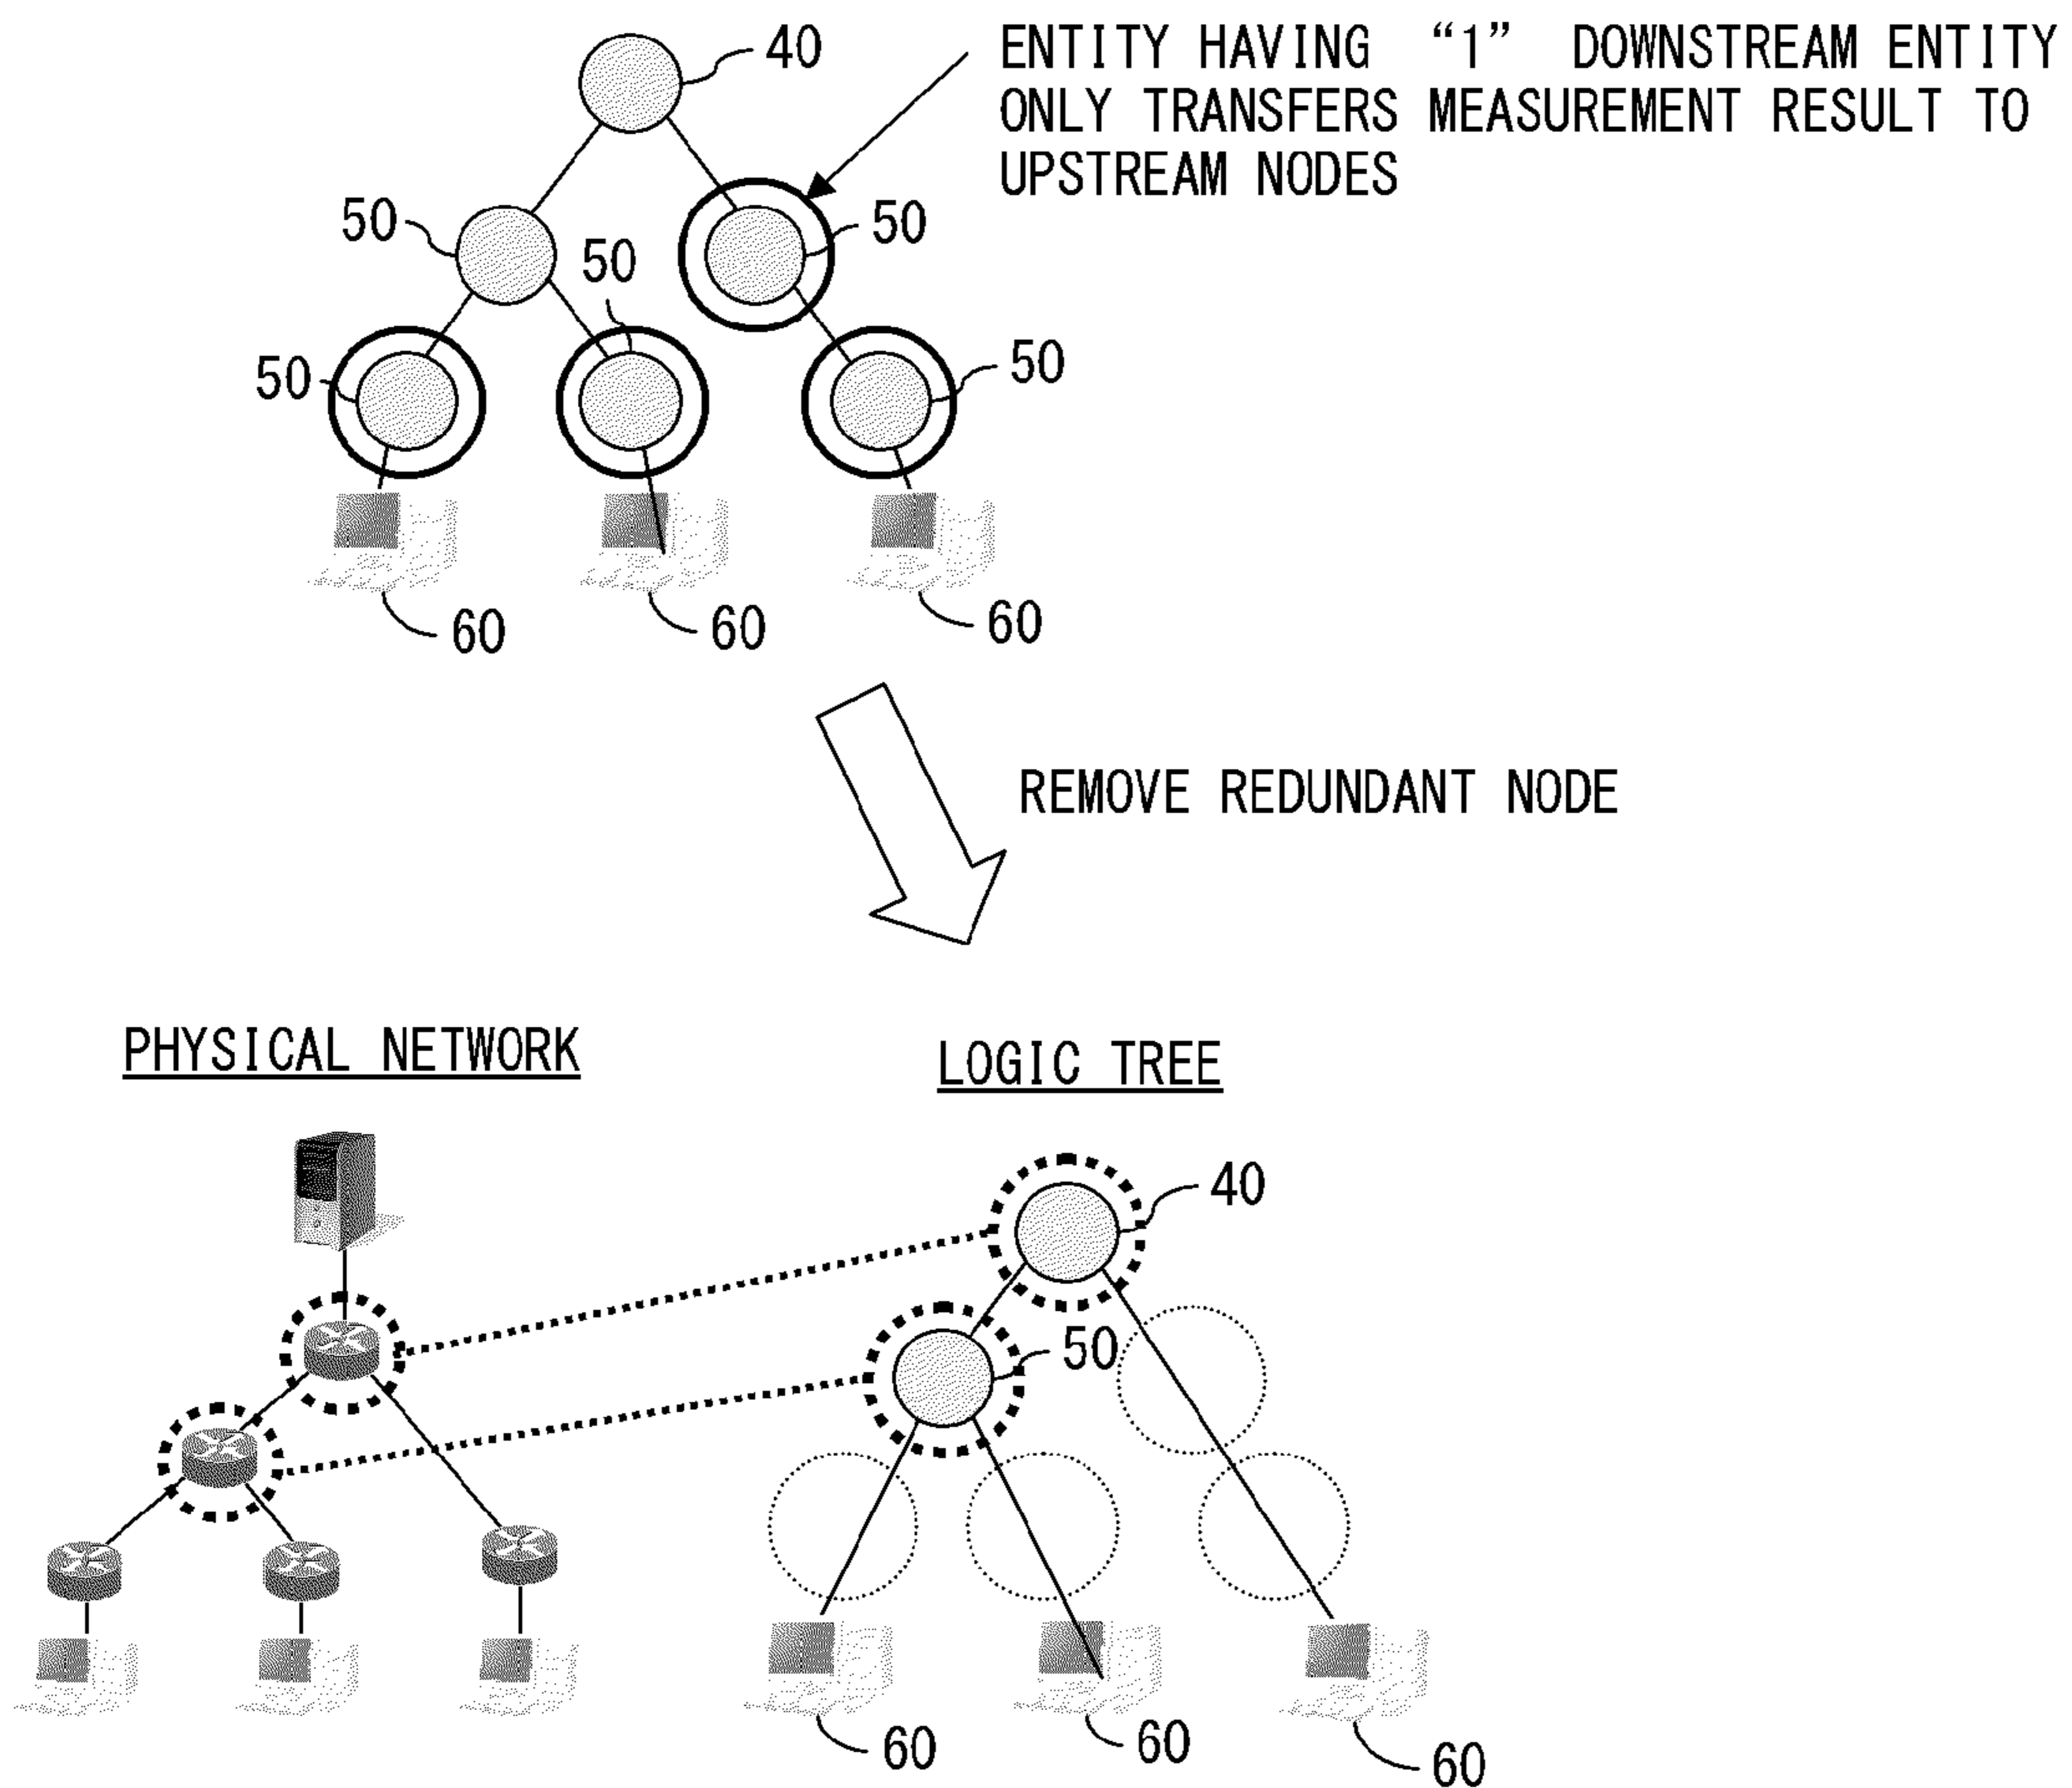 40
ENTITY HAVING “1” DOWNSTREAM ENTITY
ONLY TRANSFERS MEASUREMENT RESULT TO
UPSTREAM NODES
50
50
50
50
50
60
60
60
REMOVE REDUNDANT NODE
PHYSICAL NETWORK
LOGIC TREE
40
50
60
60
60